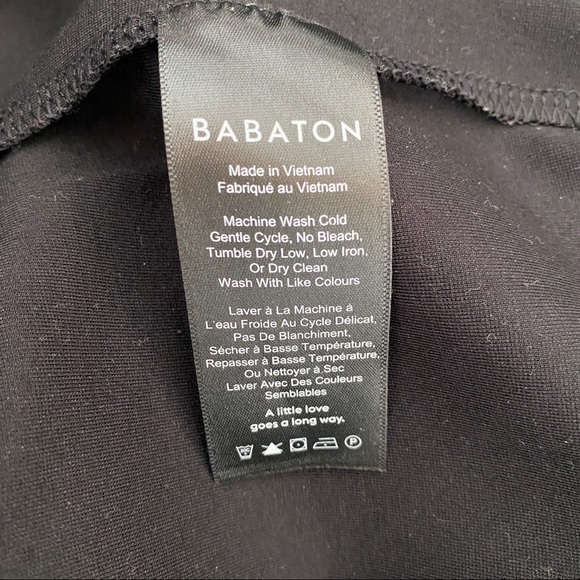 BABATON
Made in Vietnam
Fabriqué au Vietnam
Machine Wash Cold
Gentle Cycle, No Bleach,
Tumble Dry Low, Low Iron,
Or Dry Clean
Wash With Like Colours
Laver à La Machine á
L'eau Froide Au Cycle Délicat,
Pas De Blanchiment,
Sécher à Basse Température,
Repasser à Basse Température,
Ou Nettoyer à Sec
Laver Avec Des Couleurs
Semblables
A little love
goes a long way.
P